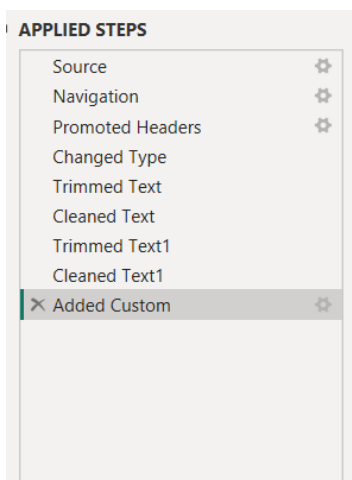 APPLIED STEPS
Source
Navigation
Promoted Headers
Changed Type
Trimmed Text
Cleaned Text
Trimmed Text1
Cleaned Text1
Added Custom